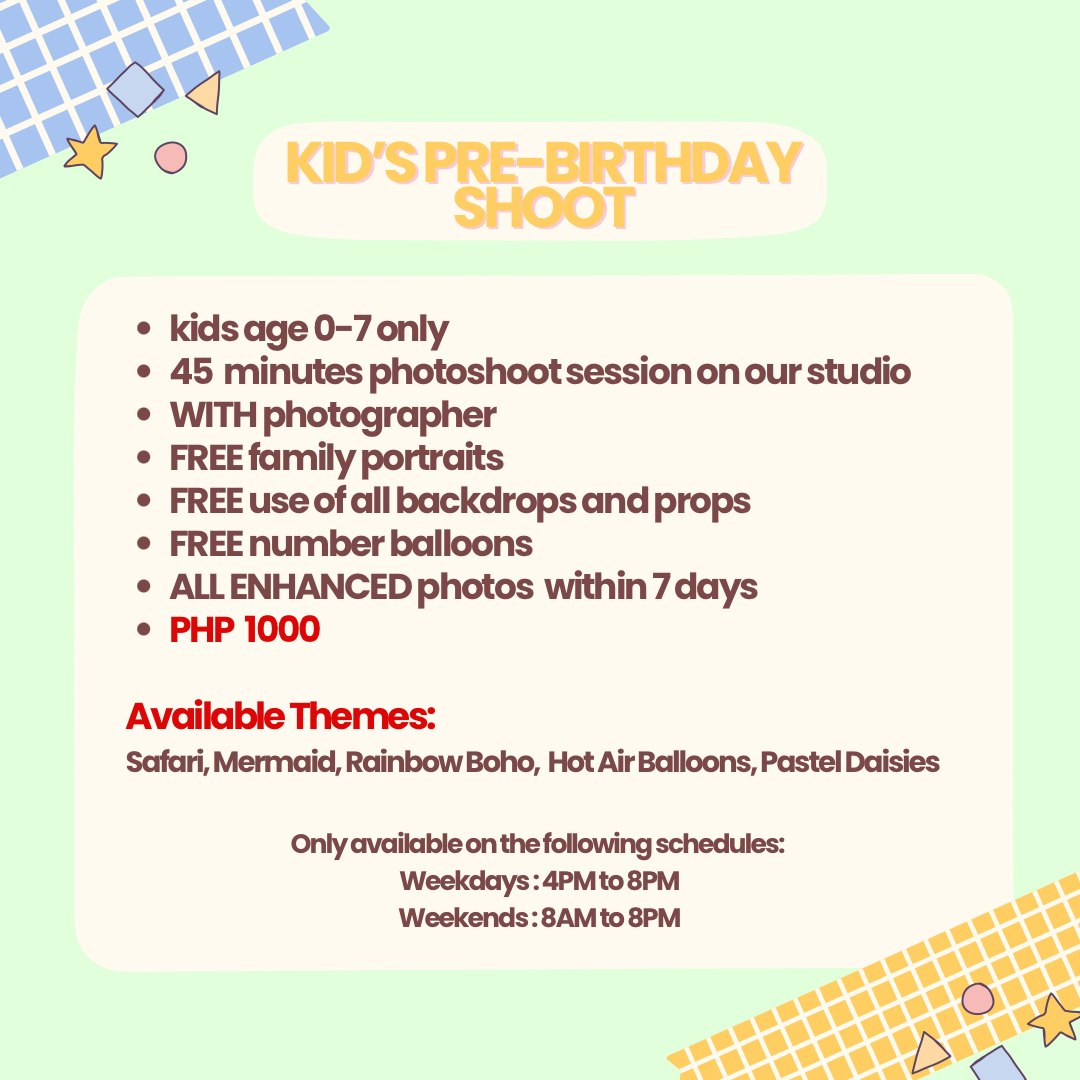 KID'S PRE-BIRTHDAY
SHOOT
• kids age 0-7 only
• 45 minutes photoshoot session on our studio
• WITH photographer
• FREE family portraits
• FREE use of all backdrops and props
• FREE number balloons
• ALL ENHANCED photos within 7 days
• PHP 1000
Available Themes:
Safari, Mermaid, Rainbow Boho, Hot Air Balloons, Pastel Daisies
Only available on the following schedules:
Weekdays : 4PM to 8PM
Weekends : 8AM to 8PM